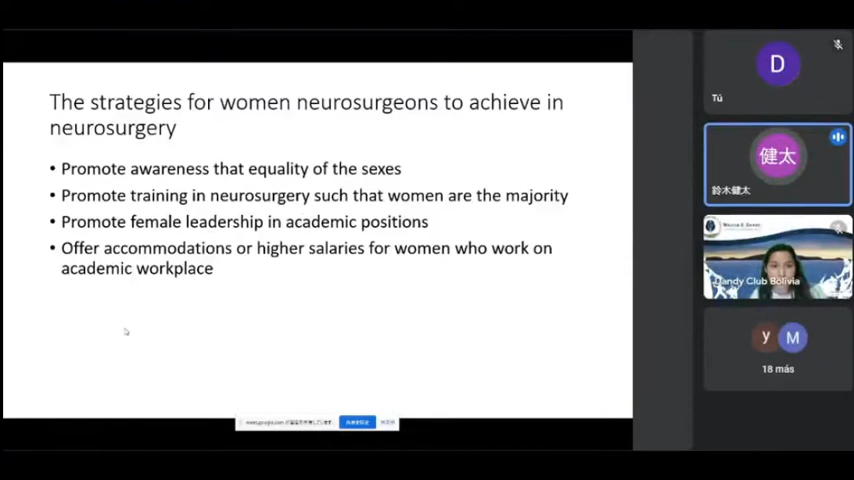 The strategies for women neurosurgeons to achieve in
neurosurgery
• Promote awareness that equality of the sexes
• Promote training in neurosurgery such that women are the majority
• Promote female leadership in academic positions
• Offer accommodations or higher salaries for women who work on
academic workplace
D
Tú
健太
鈴木健太
Dandy Club Bolivia
y M
18 más